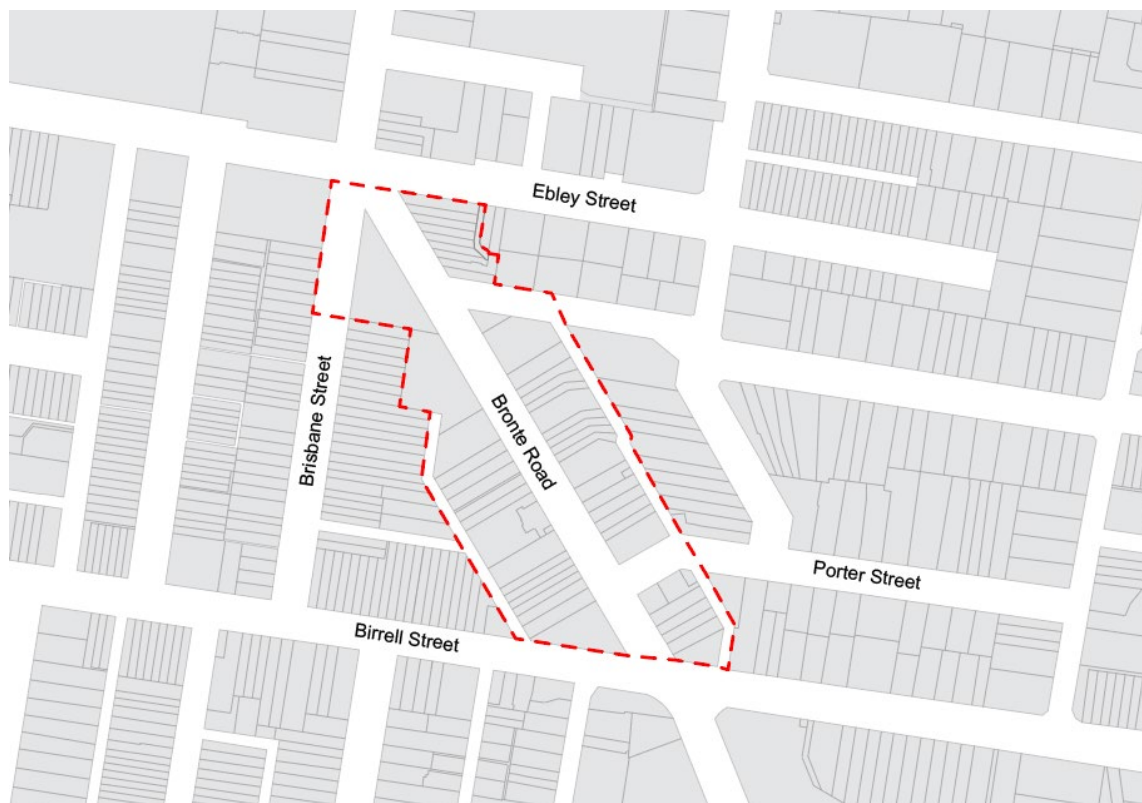 Ebley Street
Brisbane Street
Bronte Road
Porter Street
Birrell Street